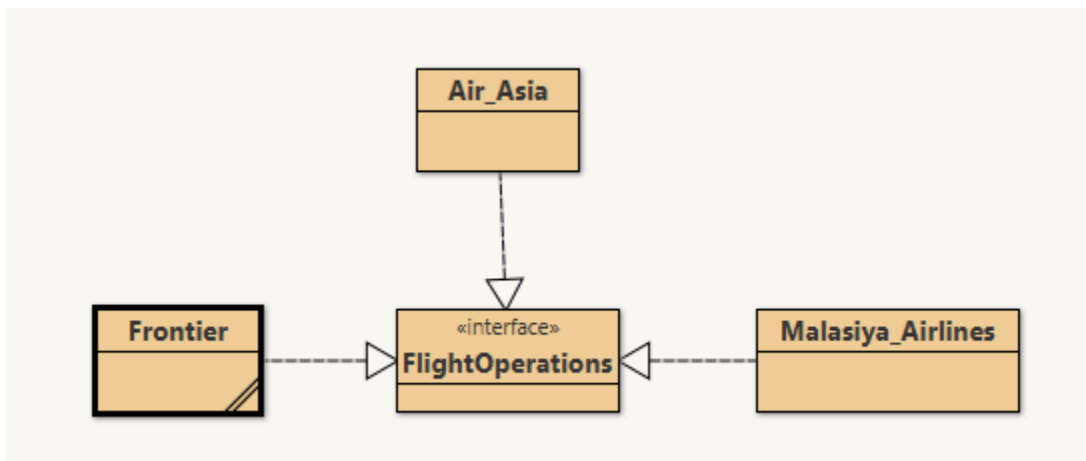 Air_Asia
Frontier
«interface»
FlightOperations
Malasiya_Airlines